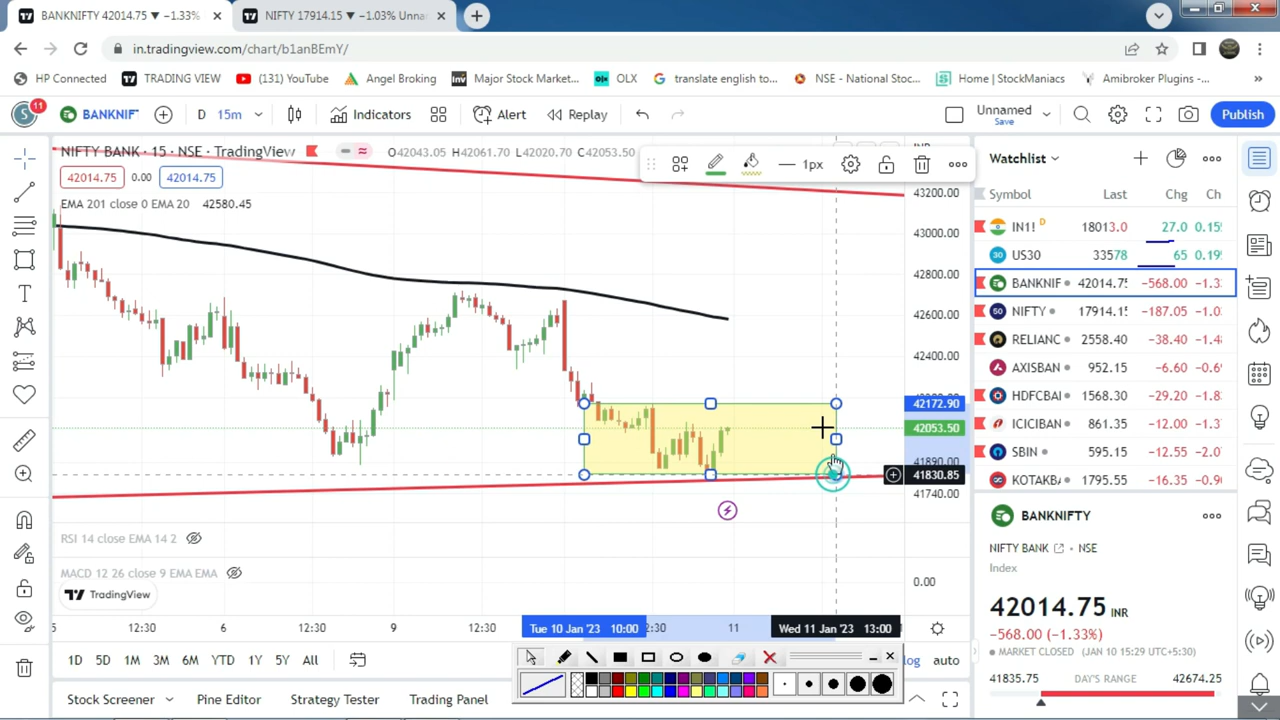 BANKNIFTY 42014.75 ▼ −1.33%
NIFTY 17914.15 ▼ −1.03% Unna
in.tradingview.com/chart/b1anBEmY/
HP Connected
TRADING VIEW
(131) YouTube
Angel Broking
Major Stock Market...
OLX
translate english to...
NSE - National Stoc...
Home | StockManiacs
Amibroker Plugins -...
»
S
11
BANKNIF
D
15m
Indicators
Alert
Replay
Unnamed
Save
Publish
NIFTY BANK · 15 · NSE · TradingView
O42043.05 H42061.70 L42020.70 C42053.50
1px
42014.75
0.00
42014.75
EMA 201 close 0 EMA 20 42580.45
43200.00
43000.00
42800.00
42600.00
42400.00
42172.90
42053.50
41890.00
41830.85
41740.00
RSI 14 close EMA 14 2
MACD 12 26 close 9 EMA EMA
0.00
TradingView
5
12:30
6
12:30
9
12:30
Tue 10 Jan '23 10:00
2:30
11
Wed 11 Jan '23 13:00
1D
5D
1M
3M
6M
YTD
1Y
5Y
All
log
auto
Stock Screener
Pine Editor
Strategy Tester
Trading Panel
Watchlist
Symbol
Last
Chg
Ch
IN1! D 18013.0 27.0 0.15
US30 33578 65 0.19
BANKNIF 42014.75 −568.00 −1.3
NIFTY 17914.15 −187.05 −1.0
RELIANC 2558.40 −38.40 −1.4
AXISBAN 952.15 −6.60 −0.6
HDFCBAI 1568.30 −29.20 −1.8
ICICIBAN 861.35 −12.00 −1.3
SBIN 595.15 −12.55 −2.0
KOTAKBA 1795.55 −16.35 −0.9
BANKNIFTY
NIFTY BANK · NSE
Index
42014.75 INR
−568.00 (−1.33%)
MARKET CLOSED (JAN 10 15:29 UTC+5:30)
41835.75 DAY'S RANGE 42674.25